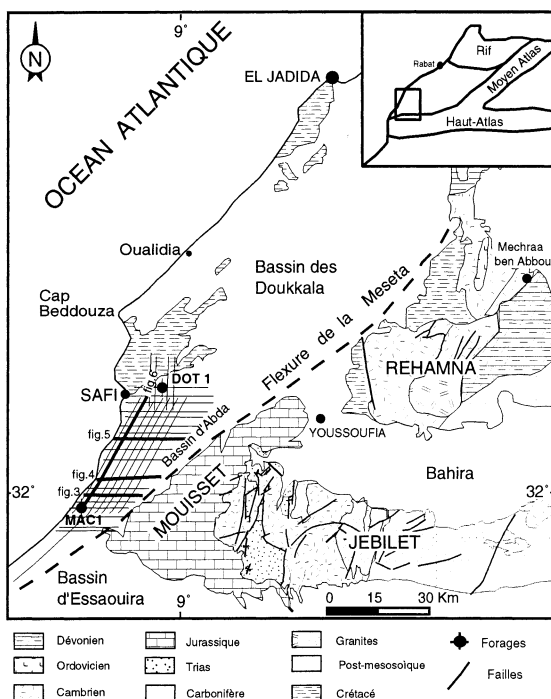 9°
N
OCEAN ATLANTIQUE
EL JADIDA
Rif
Rabat
Moyen Atlas
Haut-Atlas
Oualidia
Bassin des
Doukkala
Mechraa
ben Abbou
Cap
Beddouza
Flexure de la Meseta
REHAMNA
SAFI
DOT 1
fig.6
fig.5
Bassin d'Abda
YOUSSOUFIA
fig.4
fig.3
MAC1
32°
32°
MOUISSET
Bahira
JEBILET
Bassin
d'Essaouira
9°
0 15 30 Km
Dévonien
Jurassique
Granites
Forages
Ordovicien
Trias
Post-mesosoïque
Failles
Cambrien
Carbonifère
Crétacé